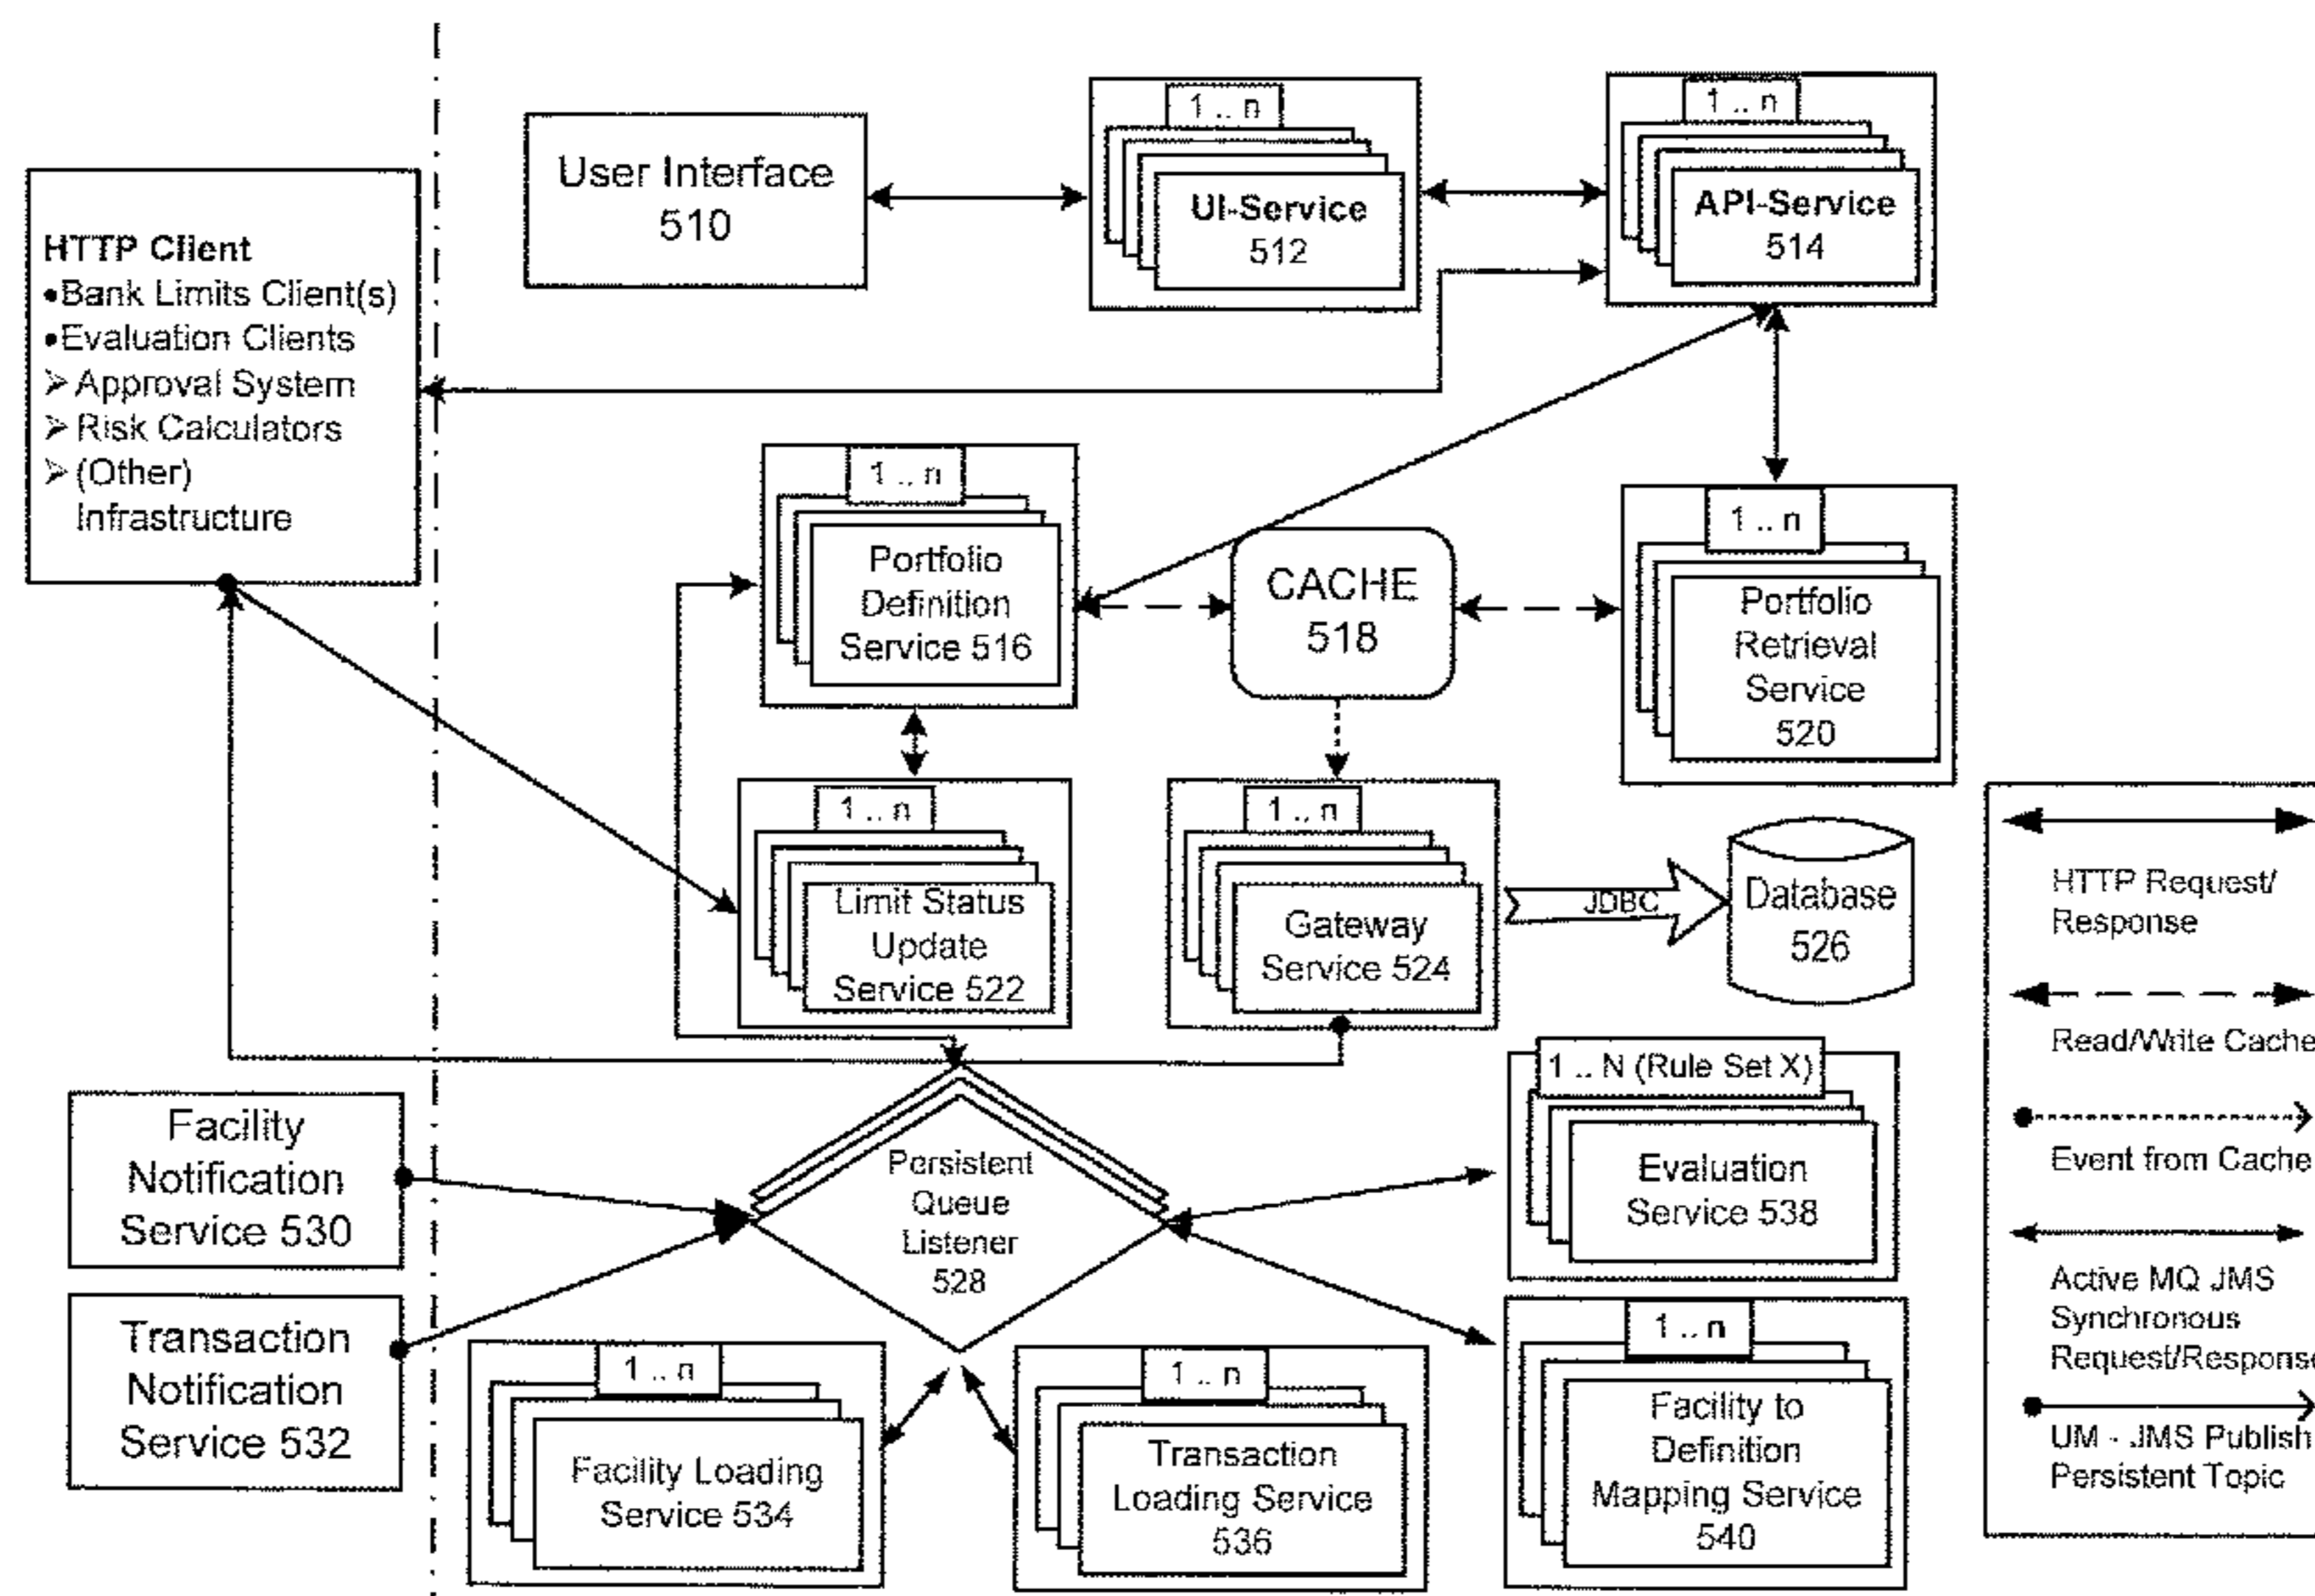 1 .. n
1 .. n
User Interface
510
UI-Service
512
API-Service
514
HTTP Client
•Bank Limits Client(s)
•Evaluation Clients
➢Approval System
➢Risk Calculators
➢(Other)
Infrastructure
1 .. n
Portfolio
Definition
Service 516
CACHE
518
1 .. n
Portfolio
Retrieval
Service
520
1 .. n
Limit Status
Update
Service 522
1 .. n
Gateway
Service 524
JDBC
Database
526
HTTP Request/
Response
Read/Write Cache
Event from Cache
Active MQ JMS
Synchronous
Request/Response
UM - JMS Publish
Persistent Topic
Facility
Notification
Service 530
Transaction
Notification
Service 532
Persistent
Queue
Listener
528
1 .. N (Rule Set X)
Evaluation
Service 538
1 .. n
Facility Loading
Service 534
1 .. n
Transaction
Loading Service
536
1 .. n
Facility to
Definition
Mapping Service
540